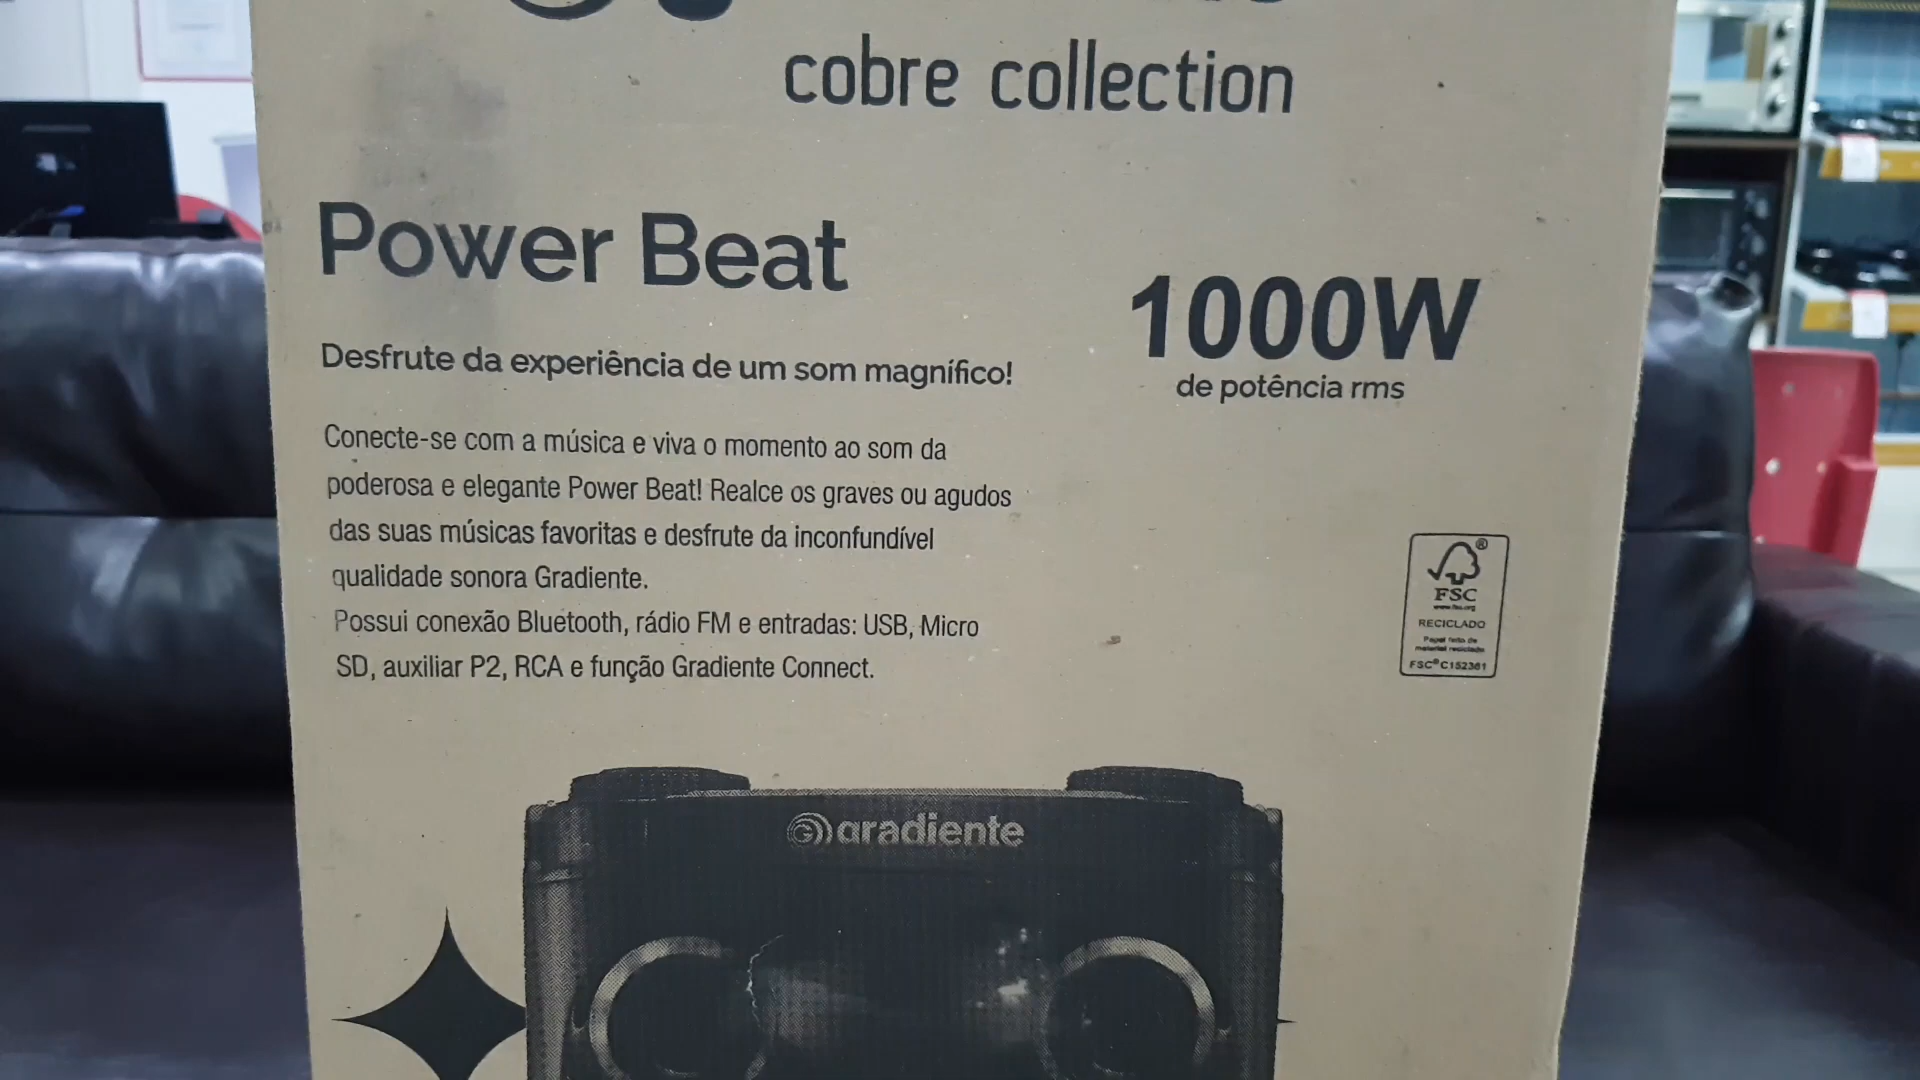 cobre collection
Power Beat
1000W
de potência rms
Desfrute da experiência de um som magnífico!
Conecte-se com a música e viva o momento ao som da
poderosa e elegante Power Beat! Realce os graves ou agudos
das suas músicas favoritas e desfrute da inconfundível
qualidade sonora Gradiente.
Possui conexão Bluetooth, rádio FM e entradas: USB, Micro
SD, auxiliar P2, RCA e função Gradiente Connect.
®
FSC
www.fsc.org
RECICLADO
Papel feito de
material reciclado
FSC® C152361
gradiente